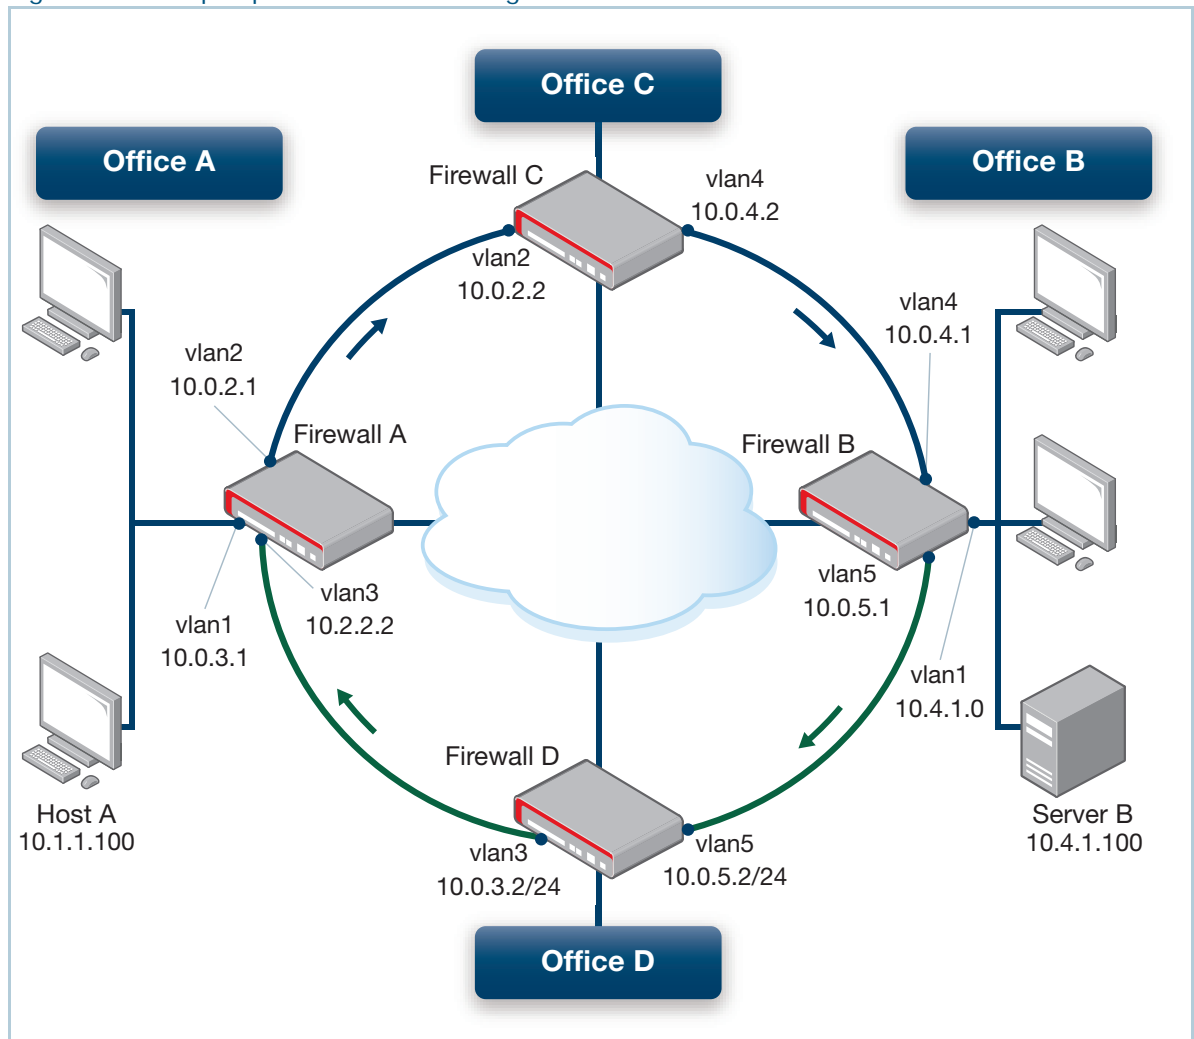 Office C
Office A
Office B
Firewall C
vlan4
10.0.4.2
vlan2
10.0.2.2
vlan4
10.0.4.1
vlan2
10.0.2.1
Firewall A
Firewall B
vlan3
10.2.2.2
vlan5
10.0.5.1
vlan1
10.0.3.1
vlan1
10.4.1.0
Firewall D
Host A
10.1.1.100
Server B
10.4.1.100
vlan3
10.0.3.2/24
vlan5
10.0.5.2/24
Office D